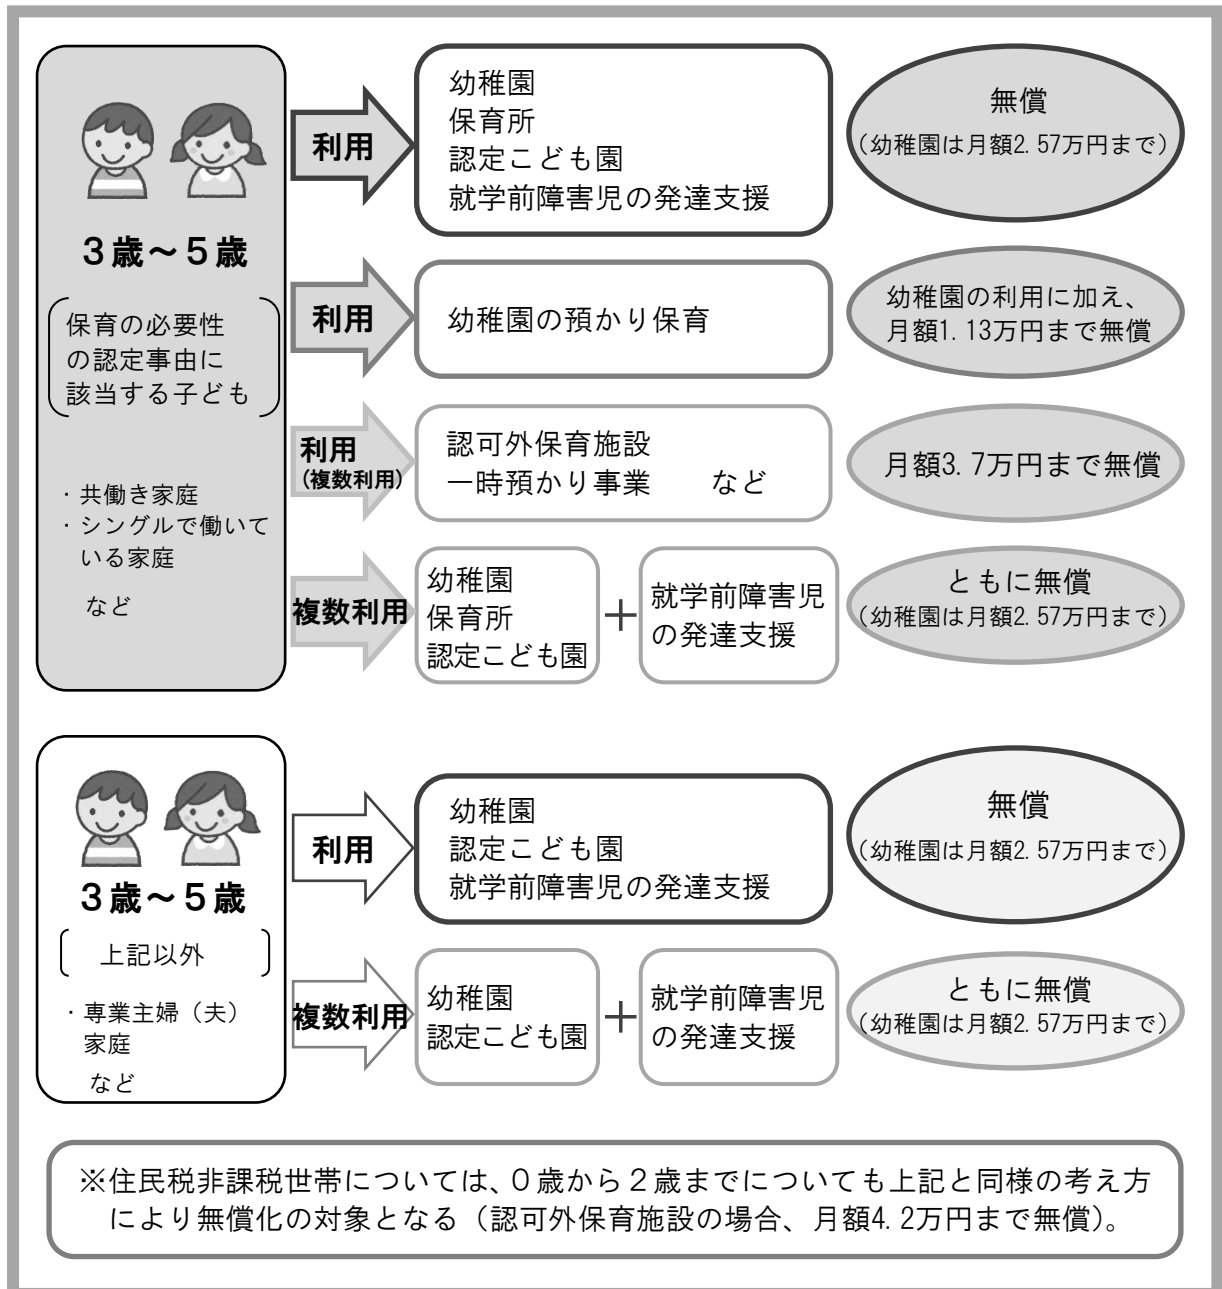 ３歳～５歳
保育の必要性
の認定事由に
該当する子ども
・共働き家庭
・シングルで働いて
いる家庭
など
利用
幼稚園
保育所
認定こども園
就学前障害児の発達支援
無償
（幼稚園は月額2.57万円まで）
利用
幼稚園の預かり保育
幼稚園の利用に加え、
月額1.13万円まで無償
利用
（複数利用）
認可外保育施設
一時預かり事業　など
月額3.7万円まで無償
複数利用
幼稚園
保育所
認定こども園
＋
就学前障害児
の発達支援
ともに無償
（幼稚園は月額2.57万円まで）
３歳～５歳
上記以外
・専業主婦（夫）
家庭
など
利用
幼稚園
認定こども園
就学前障害児の発達支援
無償
（幼稚園は月額2.57万円まで）
複数利用
幼稚園
認定こども園
＋
就学前障害児
の発達支援
ともに無償
（幼稚園は月額2.57万円まで）
※住民税非課税世帯については、０歳から２歳までについても上記と同様の考え方
により無償化の対象となる（認可外保育施設の場合、月額4.2万円まで無償）。